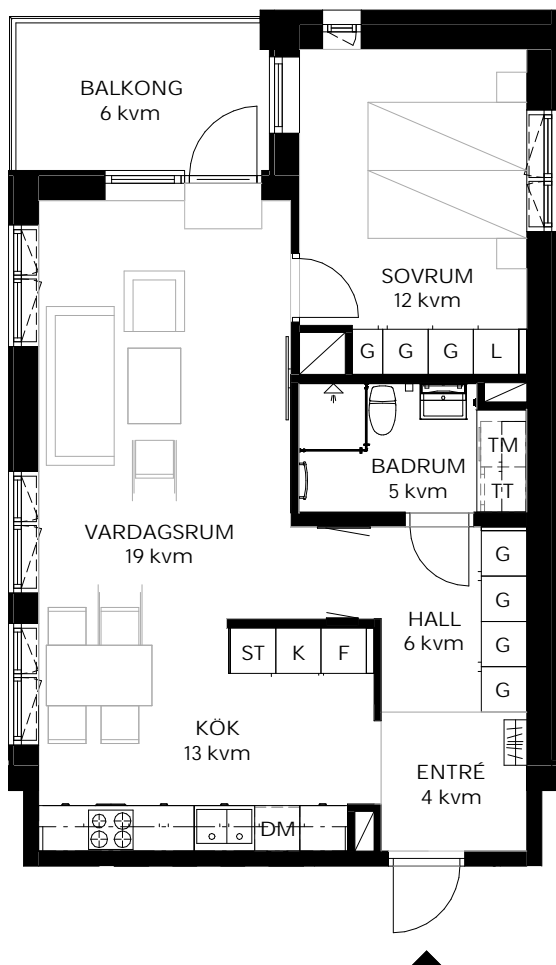 BALKONG
6 kvm
SOVRUM
12 kvm
G G G L
BADRUM
5 kvm
TM
TT
VARDAGSRUM
19 kvm
G
G
G
G
HALL
6 kvm
ST K F
KÖK
13 kvm
ENTRÉ
4 kvm
DM